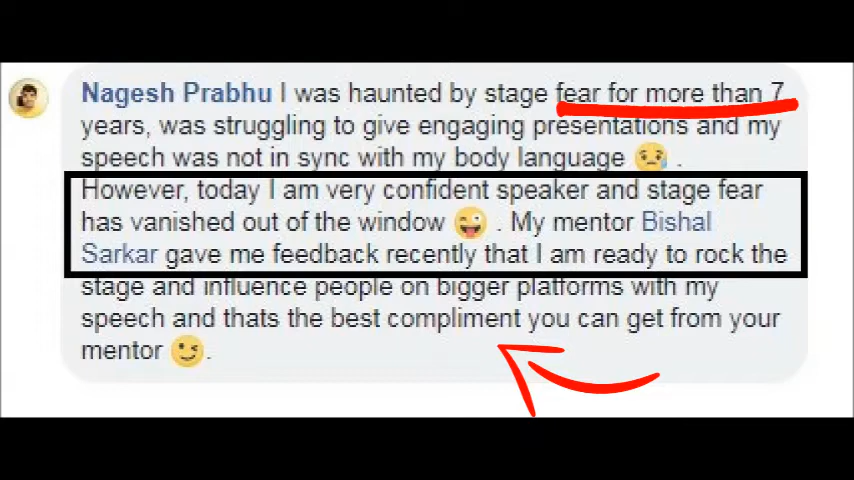 Nagesh Prabhu I was haunted by stage fear for more than 7
years, was struggling to give engaging presentations and my
speech was not in sync with my body language 😢 .
However, today I am very confident speaker and stage fear
has vanished out of the window 😜 . My mentor Bishal
Sarkar gave me feedback recently that I am ready to rock the
stage and influence people on bigger platforms with my
speech and thats the best compliment you can get from your
mentor 😉.